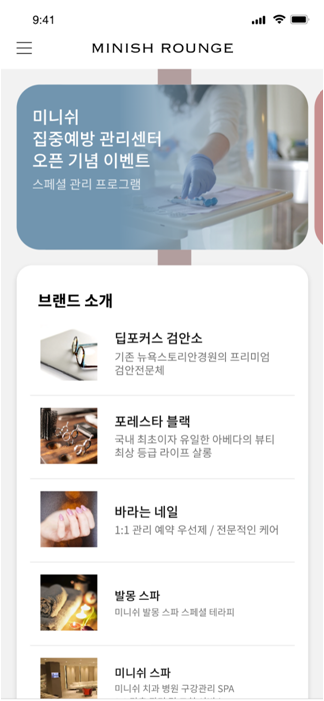 9:41
MINISH ROUNGE
미니쉬
집중예방 관리센터
오픈 기념 이벤트
스페셜 관리 프로그램
브랜드 소개
딥포커스 검안소
기존 뉴욕스토리안경원의 프리미엄
검안전문체
포레스타 블랙
국내 최초이자 유일한 아베다의 뷰티
최상 등급 라이프 살롱
바라는 네일
1:1 관리 예약 우선제 / 전문적인 케어
발몽 스파
미니쉬 발몽 스파 스페셜 테라피
미니쉬 스파
미니쉬 치과 병원 구강관리 SPA